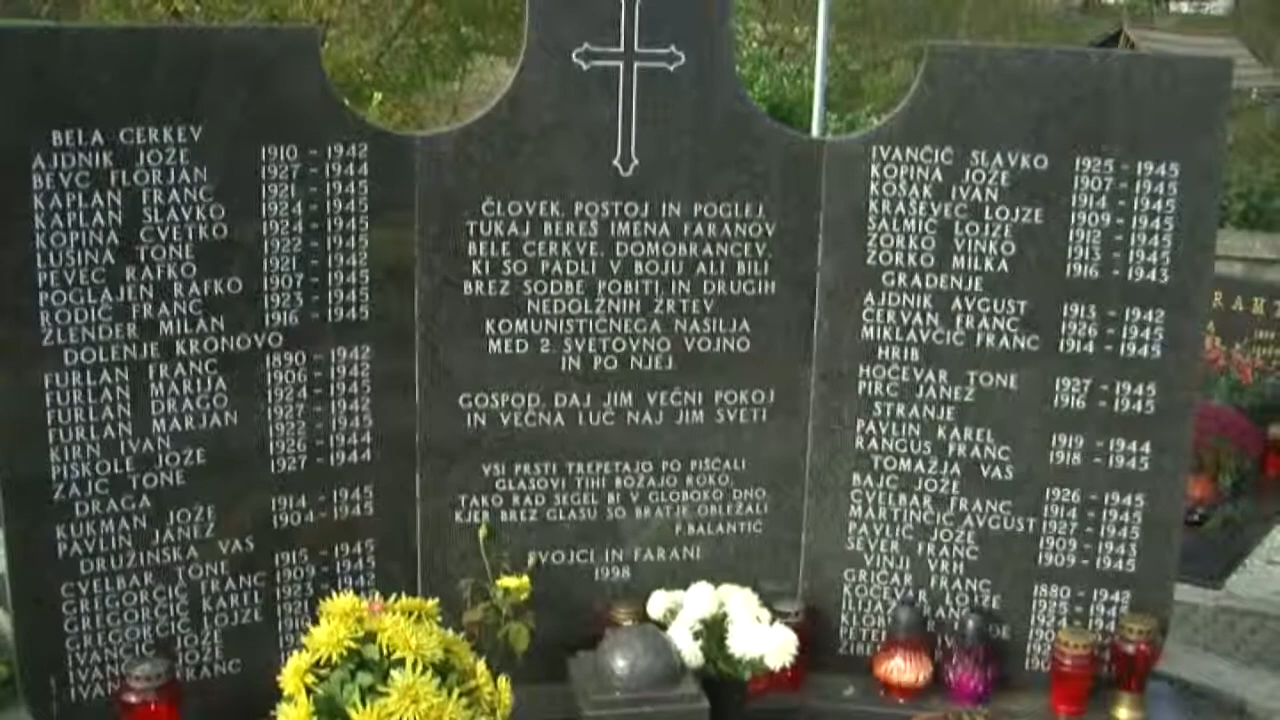 BELA CERKEV
AJDNIK JOŽE 1910 - 1942
BEVC FLORJAN 1927 - 1944
KAPLAN FRANC 1921 - 1945
KAPLAN SLAVKO 1924 - 1945
KOPINA CVETKO 1924 - 1945
LUŠINA TONE 1922 - 1945
PEVEC RAFKO 1921 - 1942
POGLAJEN RAFKO 1907 - 1945
RODIČ FRANC 1923 - 1945
ŽLENDER MILAN 1916 - 1945
DOLENJE KRONOVO
FURLAN FRANC 1890 - 1942
FURLAN MARIJA 1906 - 1942
FURLAN DRAGO 1924 - 1945
FURLAN MARJAN 1927
KIRN IVAN 1922
PIŠKOLE JOŽE 1926 - 1944
ZAJC TONE 1927 - 1944
DRAGA
KUKMAN JOŽE 1914 - 1945
PAVLIN JANEZ 1904 - 1945
DRUŽINSKA VAS
CVELBAR TONE 1915 - 1945
GREGORČIČ FRANC 1909 - 1945
GREGORČIČ KAREL
GREGORČIČ LOJZE
IVANČIČ JOŽE
ČLOVEK, POSTOJ IN POGLEJ,
TUKAJ BEREŠ IMENA FARANOV
BELE CERKVE, DOMOBRANCEV,
KI SO PADLI V BOJU ALI BILI
BREZ SODBE POBITI, IN DRUGIH
NEDOLŽNIH ŽRTEV
KOMUNISTIČNEGA NASILJA
MED 2. SVETOVNO VOJNO
IN PO NJEJ.
GOSPOD, DAJ JIM VEČNI POKOJ
IN VEČNA LUČ NAJ JIM SVETI
VSI PRSTI TREPETAJO PO PIŠČALI
GLASOVI TIHI BOŽAJO ROKO,
TAKO RAD SEGEL BI V GLOBOKO DNO,
KJER BREZ GLASU SO BRATJE OBLEŽALI
F. BALANTIČ
SVOJCI IN FARANI
1998
IVANČIČ SLAVKO 1925 - 1945
KOPINA JOŽE 1907 - 1945
KOŠAK IVAN 1914 - 1945
KRAŠEVEC LOJZE 1909 - 1945
SALMIČ LOJZE 1912 - 1945
ZORKO VINKO 1913 - 1945
ZORKO MILKA 1916 - 1943
GRADENJE
AJDNIK AVGUST 1913 - 1942
ČERVAN FRANC 1926 - 1945
MIKLAVČIČ FRANC 1914 - 1945
HRIB
HOČEVAR TONE 1927 - 1945
PIRC JANEZ 1916 - 1945
STRANJE
PAVLIN KAREL 1919 - 1944
RANGUS FRANC 1918 - 1945
TOMAŽJA VAS
BAJC JOŽE 1926 - 1945
CVELBAR FRANC 1914 - 1945
MARTINČIČ AVGUST 1927 - 1945
PAVLIČ JOŽE 1909 - 1943
SEVER FRANC 1909 - 1945
VINJI VRH
GRIČAR FRANC 1880 - 1942
KOČEVAR LOJZE